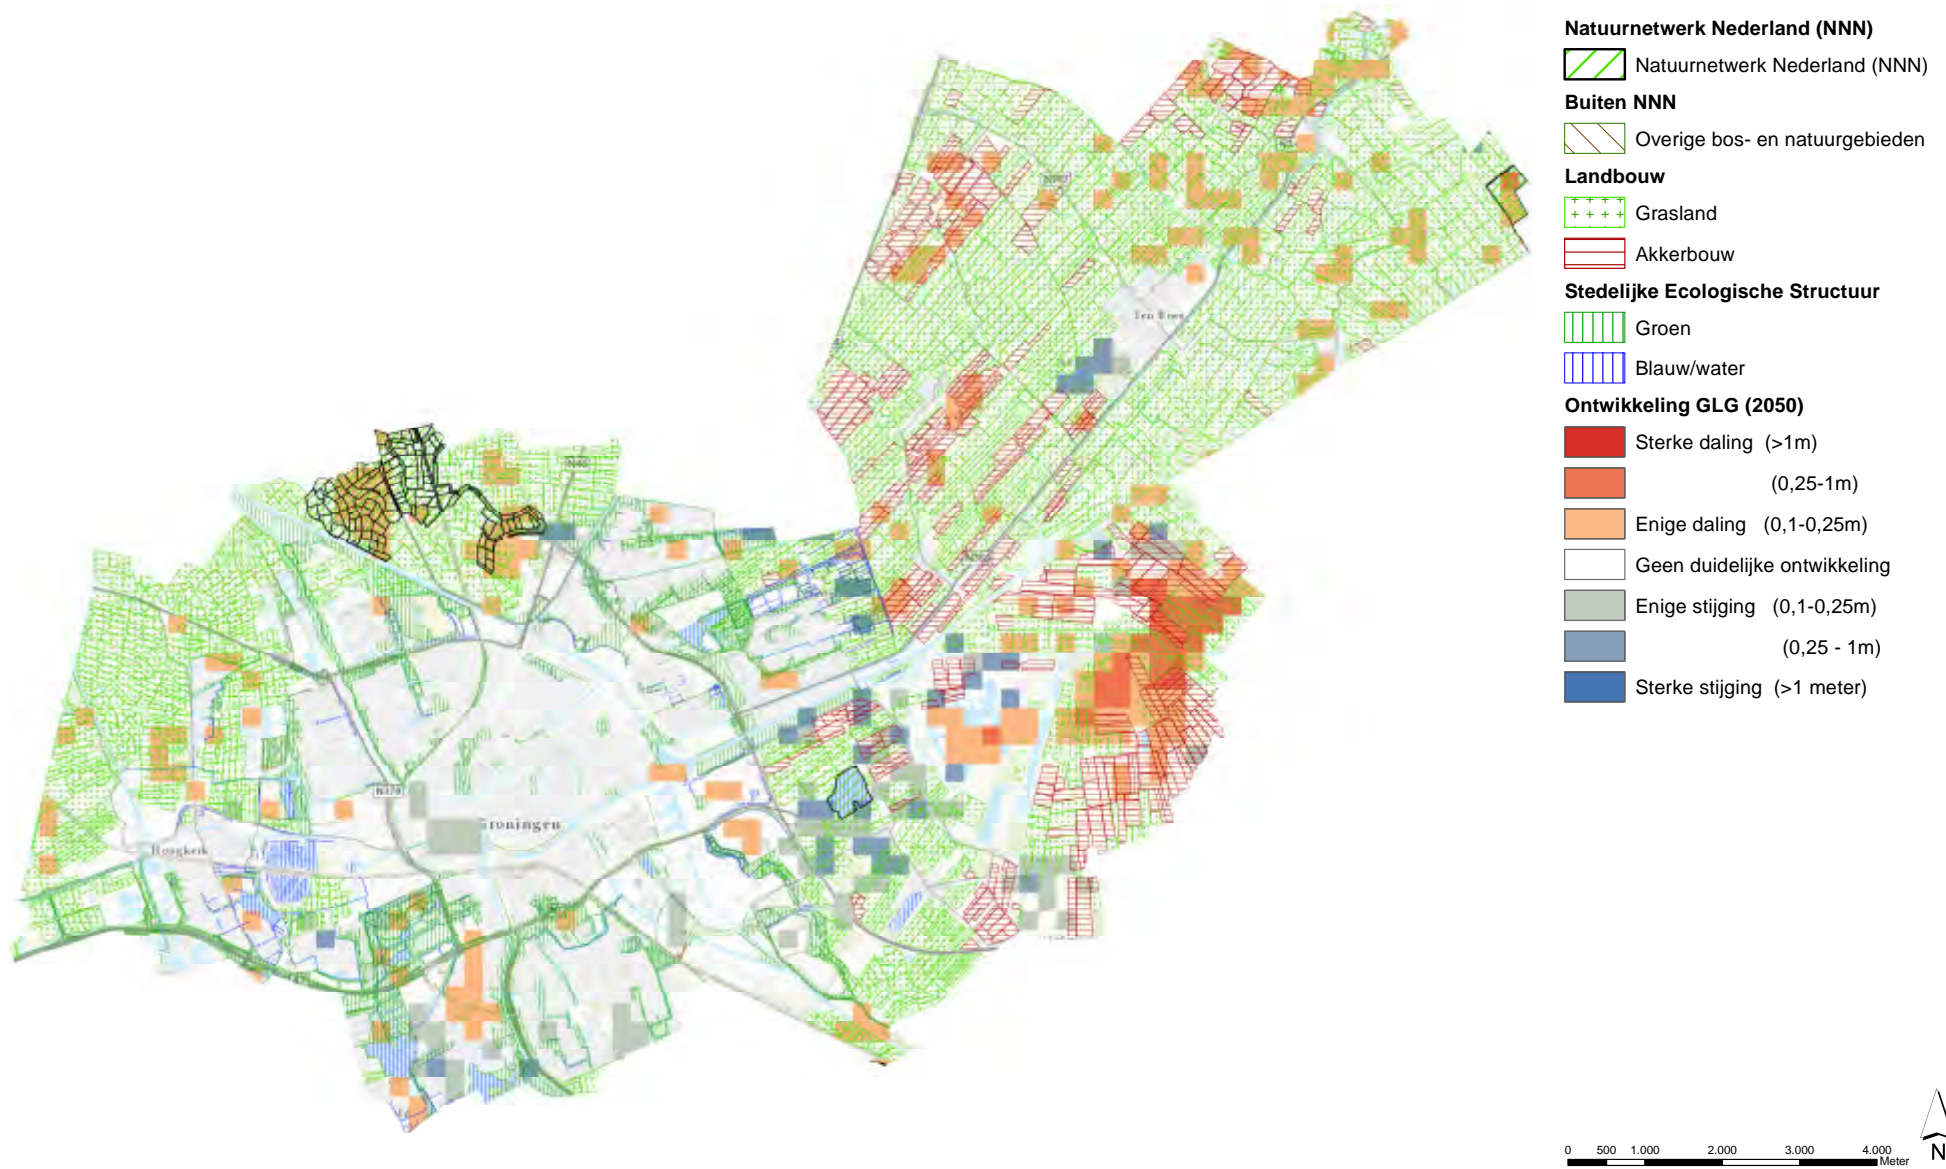 Natuurnetwerk Nederland (NNN)
Natuurnetwerk Nederland (NNN)
Buiten NNN
Overige bos- en natuurgebieden
Landbouw
Grasland
Akkerbouw
Stedelijke Ecologische Structuur
Groen
Blauw/water
Ontwikkeling GLG (2050)
Sterke daling (>1m)
(0,25-1m)
Enige daling (0,1-0,25m)
Geen duidelijke ontwikkeling
Enige stijging (0,1-0,25m)
(0,25 - 1m)
Sterke stijging (>1 meter)
Ten Boer
N46
N370
Groningen
Hoogkerk
0 500 1.000 2.000 3.000 4.000
Meter
N